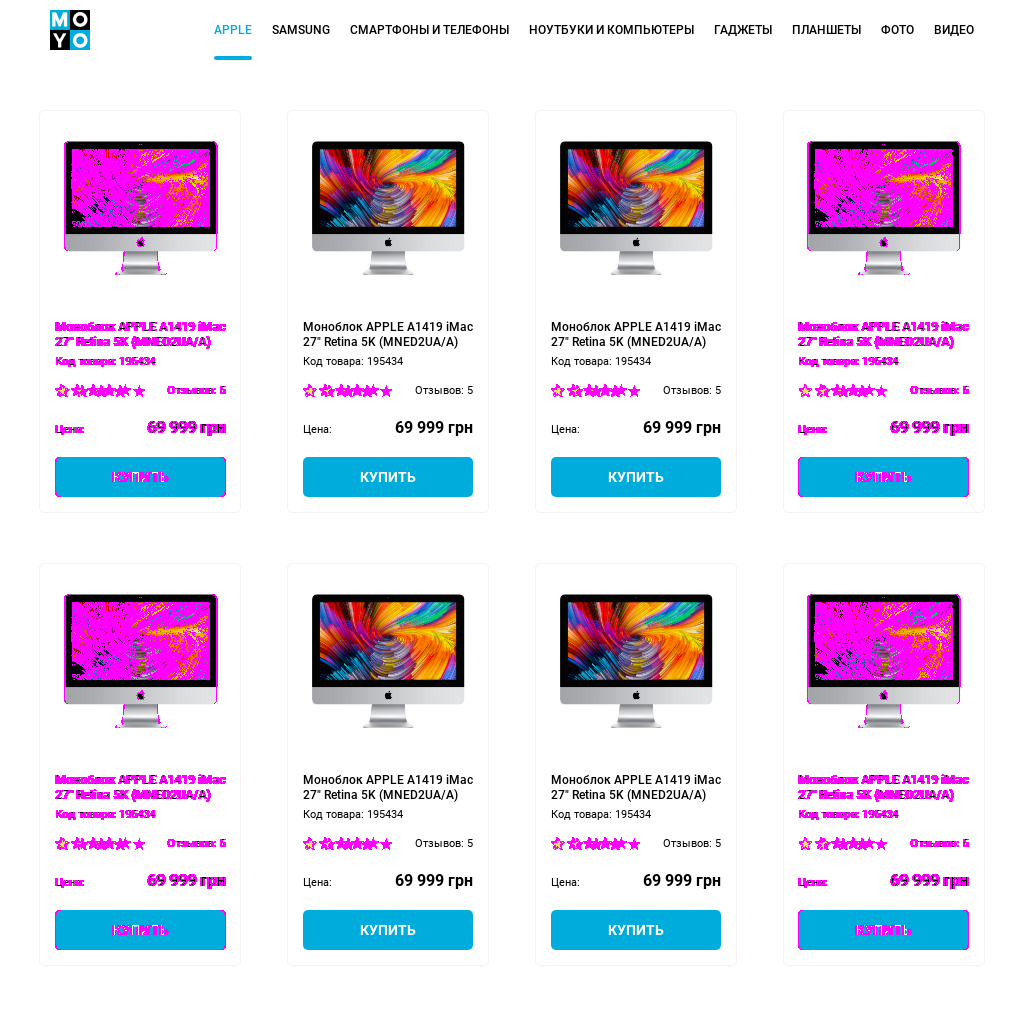 MO
YO
APPLE SAMSUNG СМАРТФОНЫ И ТЕЛЕФОНЫ НОУТБУКИ И КОМПЬЮТЕРЫ ГАДЖЕТЫ ПЛАНШЕТЫ ФОТО ВИДЕО
Моноблок APPLE A1419 iMac
27" Retina 5K (MNED2UA/A)
Код товара: 195434
Отзывов: 5
Цена: 69 999 грн
КУПИТЬ
Моноблок APPLE A1419 iMac
27" Retina 5K (MNED2UA/A)
Код товара: 195434
Отзывов: 5
Цена: 69 999 грн
КУПИТЬ
Моноблок APPLE A1419 iMac
27" Retina 5K (MNED2UA/A)
Код товара: 195434
Отзывов: 5
Цена: 69 999 грн
КУПИТЬ
Моноблок APPLE A1419 iMac
27" Retina 5K (MNED2UA/A)
Код товара: 195434
Отзывов: 5
Цена: 69 999 грн
КУПИТЬ
Моноблок APPLE A1419 iMac
27" Retina 5K (MNED2UA/A)
Код товара: 195434
Отзывов: 5
Цена: 69 999 грн
КУПИТЬ
Моноблок APPLE A1419 iMac
27" Retina 5K (MNED2UA/A)
Код товара: 195434
Отзывов: 5
Цена: 69 999 грн
КУПИТЬ
Моноблок APPLE A1419 iMac
27" Retina 5K (MNED2UA/A)
Код товара: 195434
Отзывов: 5
Цена: 69 999 грн
КУПИТЬ
Моноблок APPLE A1419 iMac
27" Retina 5K (MNED2UA/A)
Код товара: 195434
Отзывов: 5
Цена: 69 999 грн
КУПИТЬ